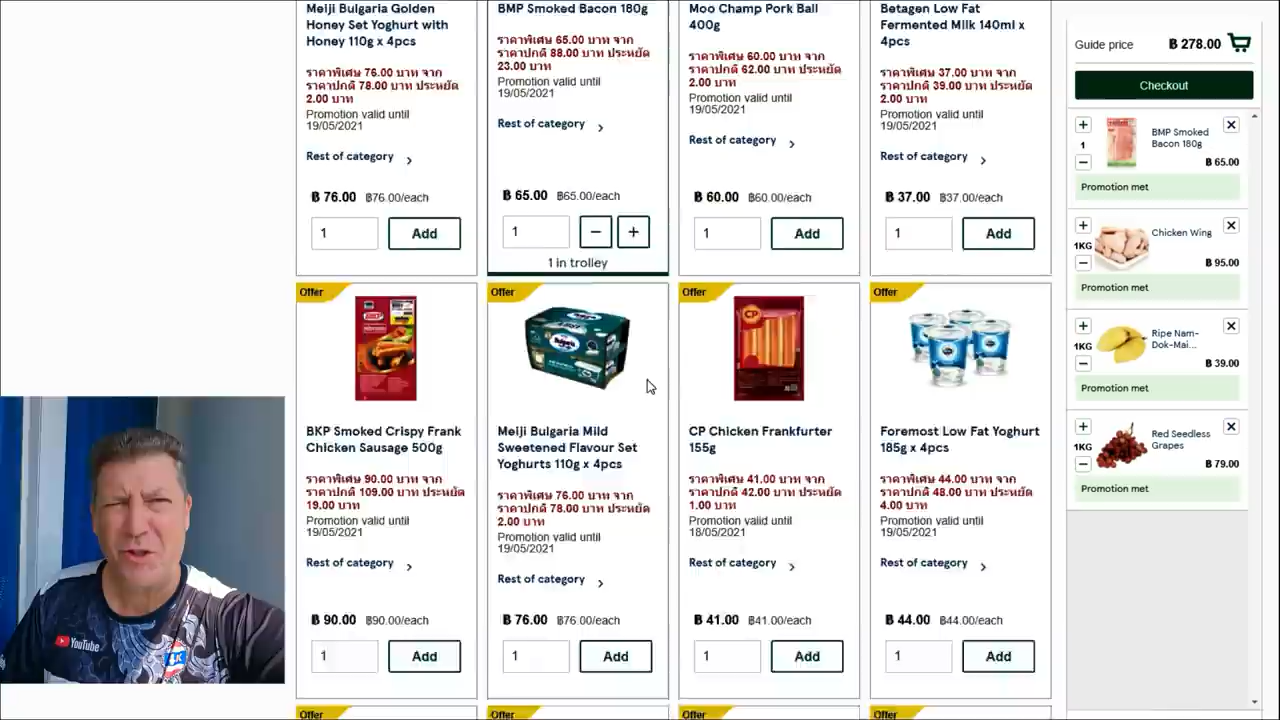 Meiji Bulgaria Golden
Honey Set Yoghurt with
Honey 110g x 4pcs
ราคาพิเศษ 76.00 บาท จาก
ราคาปกติ 78.00 บาท ประหยัด
2.00 บาท
Promotion valid until
19/05/2021
Rest of category
฿ 76.00 ฿76.00/each
1 Add
BMP Smoked Bacon 180g
ราคาพิเศษ 65.00 บาท จาก
ราคาปกติ 88.00 บาท ประหยัด
23.00 บาท
Promotion valid until
19/05/2021
Rest of category
฿ 65.00 ฿65.00/each
1 − +
1 in trolley
Moo Champ Pork Ball
400g
ราคาพิเศษ 60.00 บาท จาก
ราคาปกติ 62.00 บาท ประหยัด
2.00 บาท
Promotion valid until
19/05/2021
Rest of category
฿ 60.00 ฿60.00/each
1 Add
Betagen Low Fat
Fermented Milk 140ml x
4pcs
ราคาพิเศษ 37.00 บาท จาก
ราคาปกติ 39.00 บาท ประหยัด
2.00 บาท
Promotion valid until
19/05/2021
Rest of category
฿ 37.00 ฿37.00/each
1 Add
Offer
BKP Smoked Crispy Frank
Chicken Sausage 500g
ราคาพิเศษ 90.00 บาท จาก
ราคาปกติ 109.00 บาท ประหยัด
19.00 บาท
Promotion valid until
19/05/2021
Rest of category
฿ 90.00 ฿90.00/each
1 Add
Offer
Bulgaria
Meiji Bulgaria Mild
Sweetened Flavour Set
Yoghurts 110g x 4pcs
ราคาพิเศษ 76.00 บาท จาก
ราคาปกติ 78.00 บาท ประหยัด
2.00 บาท
Promotion valid until
19/05/2021
Rest of category
฿ 76.00 ฿76.00/each
1 Add
Offer
CP
CP Chicken Frankfurter
155g
ราคาพิเศษ 41.00 บาท จาก
ราคาปกติ 42.00 บาท ประหยัด
1.00 บาท
Promotion valid until
18/05/2021
Rest of category
฿ 41.00 ฿41.00/each
1 Add
Offer
Foremost Low Fat Yoghurt
185g x 4pcs
ราคาพิเศษ 44.00 บาท จาก
ราคาปกติ 48.00 บาท ประหยัด
4.00 บาท
Promotion valid until
19/05/2021
Rest of category
฿ 44.00 ฿44.00/each
1 Add
Offer
Offer
Offer
Offer
Guide price ฿ 278.00
Checkout
+ 1 −
BMP Smoked
Bacon 180g
฿ 65.00
Promotion met
+ 1KG −
Chicken Wing
฿ 95.00
Promotion met
+ 1KG −
Ripe Nam-
Dok-Mai...
฿ 39.00
Promotion met
+ 1KG −
Red Seedless
Grapes
฿ 79.00
Promotion met
YouTube